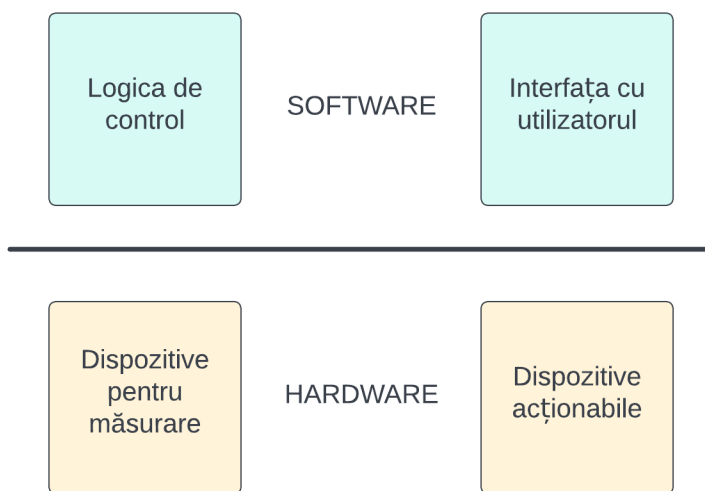 Logica de
control
SOFTWARE
Interfața cu
utilizatorul
Dispozitive
pentru
măsurare
HARDWARE
Dispozitive
acționabile